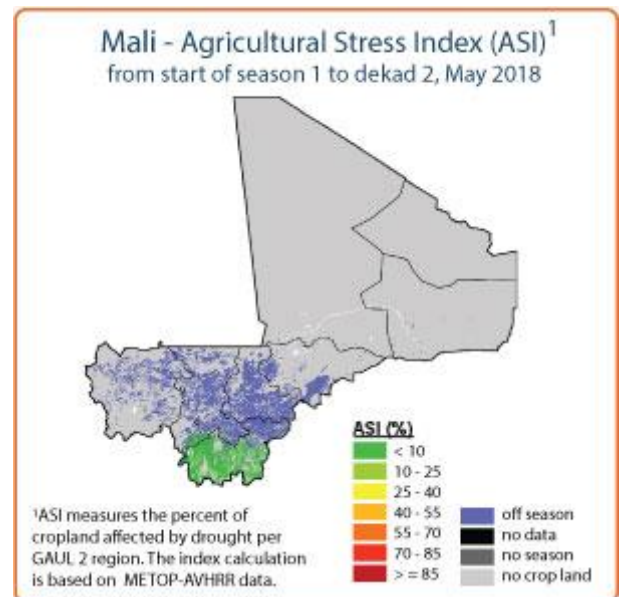 Mali - Agricultural Stress Index (ASI)¹
from start of season 1 to dekad 2, May 2018
ASI (%)
< 10
10 - 25
25 - 40
40 - 55
55 - 70
70 - 85
> = 85
off season
no data
no season
no crop land
¹ASI measures the percent of
cropland affected by drought per
GAUL 2 region. The index calculation
is based on METOP-AVHRR data.